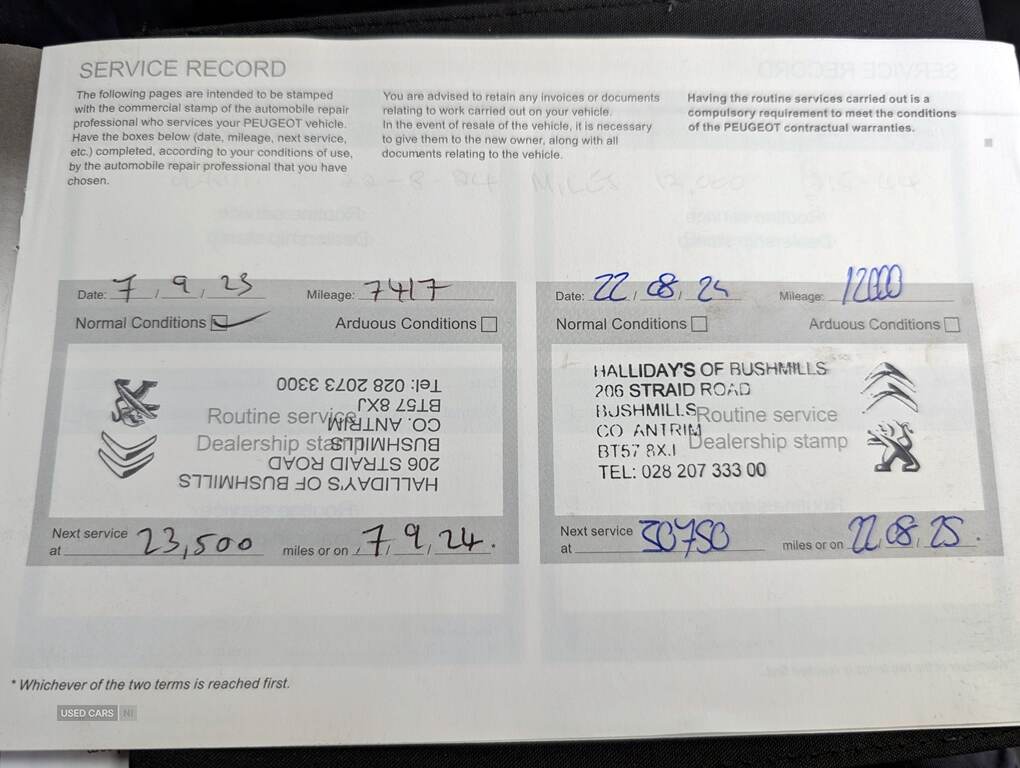 SERVICE RECORD
The following pages are intended to be stamped
with the commercial stamp of the automobile repair
professional who services your PEUGEOT vehicle.
Have the boxes below (date, mileage, next service,
etc.) completed, according to your conditions of use,
by the automobile repair professional that you have
chosen.
You are advised to retain any invoices or documents
relating to work carried out on your vehicle.
In the event of resale of the vehicle, it is necessary
to give them to the new owner, along with all
documents relating to the vehicle.
Having the routine services carried out is a
compulsory requirement to meet the conditions
of the PEUGEOT contractual warranties.
Date: 7, 9, 23 Mileage: 7417
Normal Conditions Arduous Conditions
Routine service
Dealership stamp
HALLIDAY'S OF BUSHMILLS
206 STRAID ROAD
BUSHMILLS
CO. ANTRIM
BT57 8XJ
Tel: 028 2073 3300
Next service
at 23,500 miles or on 7, 9, 24.
Date: 22, 08, 24 Mileage: 12000
Normal Conditions Arduous Conditions
HALLIDAY'S OF BUSHMILLS
206 STRAID ROAD
BUSHMILLS
CO ANTRIM
BT57 8XJ
TEL: 028 207 333 00
Routine service
Dealership stamp
Next service
at 30750 miles or on 22, 08, 25.
* Whichever of the two terms is reached first.
USED CARS NI